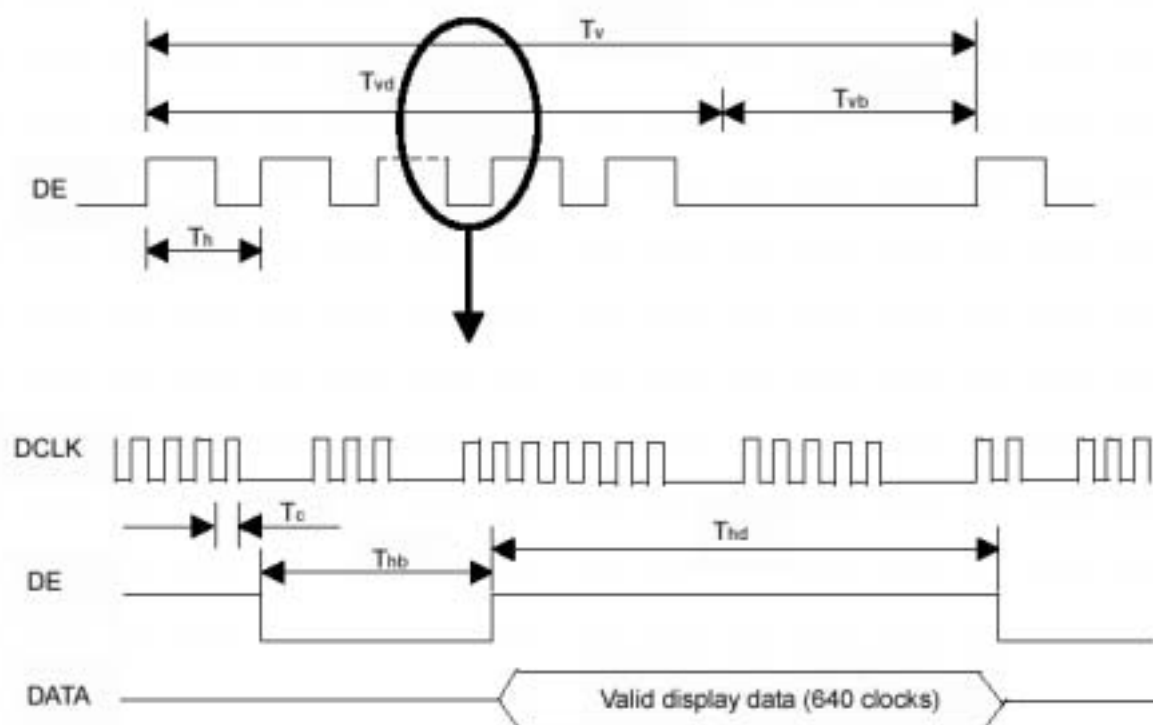 Tv
Tvd
Tvb
DE
Th
DCLK
Tc
Thd
Thb
DE
DATA
Valid display data (640 clocks)